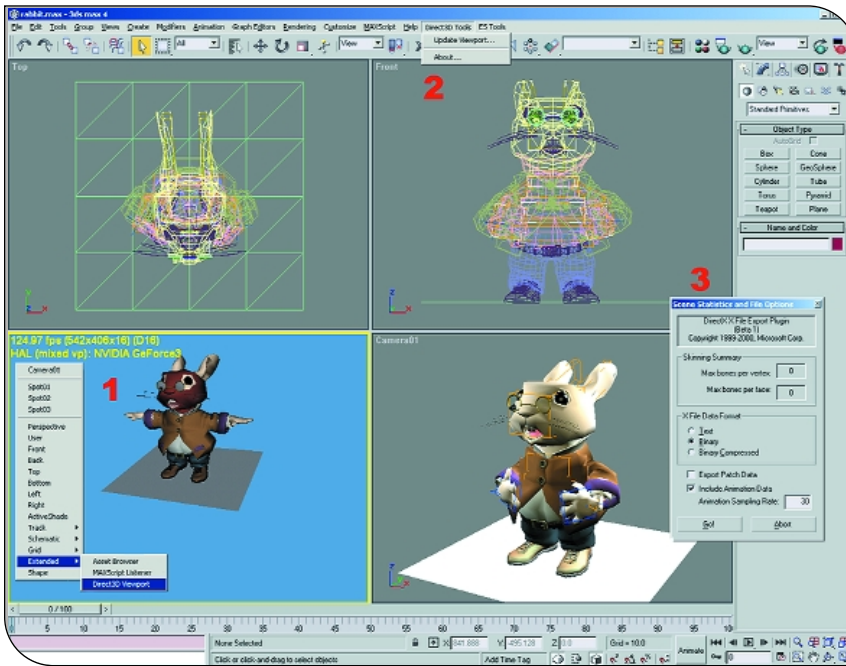 rabbit.max - 3ds max 4
File Edit Tools Group Views Create Modifiers Animation Graph Editors Rendering Customize MAXScript Help Direct3D Tools ES Tools
All
View
View
Update Viewport...
About...
Top
Front
2
Standard Primitives
Object Type
AutoGrid
Box Cone
Sphere GeoSphere
Cylinder Tube
Torus Pyramid
Teapot Plane
Name and Color
3
Scene Statistics and File Options
DirectX X File Export Plugin
(Beta 1)
Copyright 1999-2000, Microsoft Corp.
Skinning Summary
Max bones per vertex: 0
Max bones per face: 0
X File Data Format
Text
Binary
Binary Compressed
Export Patch Data
Include Animation Data
Animation Sampling Rate: 30
Go! Abort
124.97 fps (542x406x16) (D16)
HAL (mixed vp): NVIDIA GeForce3
Camera01
1
Camera01
Spot01
Spot02
Spot03
Perspective
User
Front
Back
Top
Bottom
Left
Right
ActiveShade
Track
Schematic
Grid
Extended
Shape
Asset Browser
MAXScript Listener
Direct3D Viewport
0 / 100
5 10 15 20 25 30 35 40 45 50 55 60 65 70 75 80 85 90 95
None Selected
X: 841.888 Y: -495.128 Z: 0.0 Grid = 10.0
Animate
Click or click-and-drag to select objects
Add Time Tag
0